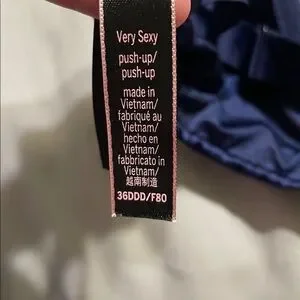 Very Sexy
push-up/
push-up
made in
Vietnam/
fabriqué au
Vietnam/
hecho en
Vietnam/
fabbricato in
Vietnam/
越南制造
36DDD/F80